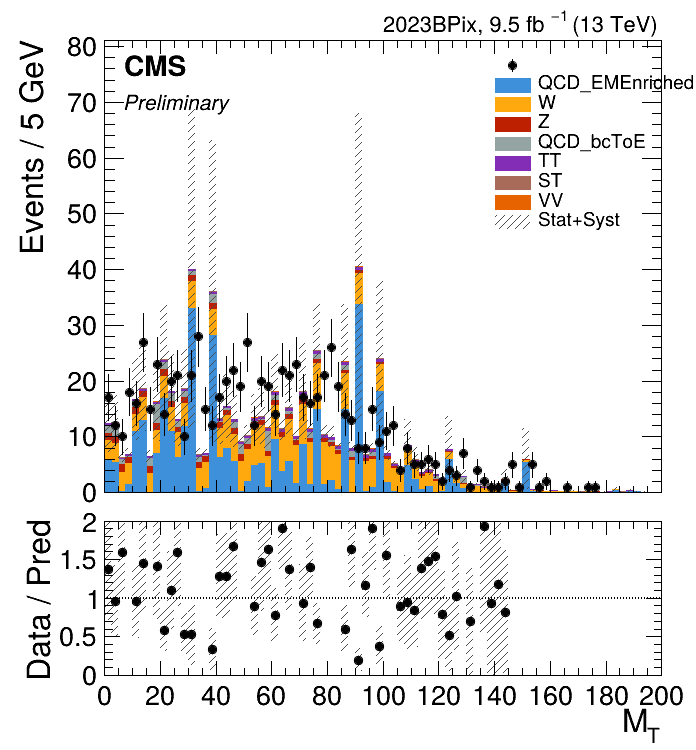 2023BPix, 9.5 fb⁻¹ (13 TeV)
Events / 5 GeV
80
70
60
50
40
30
20
10
0
CMS
Preliminary
QCD_EMEnriched
W
Z
QCD_bcToE
TT
ST
VV
Stat+Syst
Data / Pred
2
1.5
1
0.5
0
0 20 40 60 80 100 120 140 160 180 200
M_T